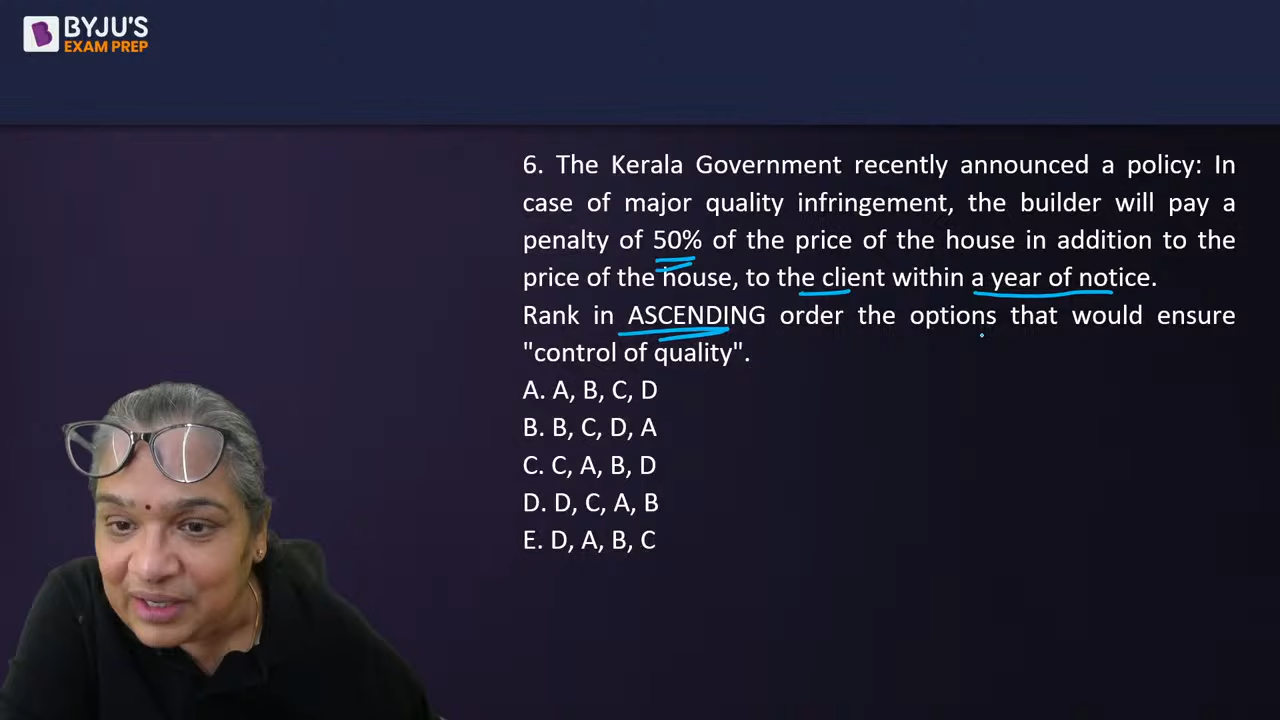 BYJU'S
EXAM PREP
6. The Kerala Government recently announced a policy: In
case of major quality infringement, the builder will pay a
penalty of 50% of the price of the house in addition to the
price of the house, to the client within a year of notice.
Rank in ASCENDING order the options that would ensure
"control of quality".
A. A, B, C, D
B. B, C, D, A
C. C, A, B, D
D. D, C, A, B
E. D, A, B, C